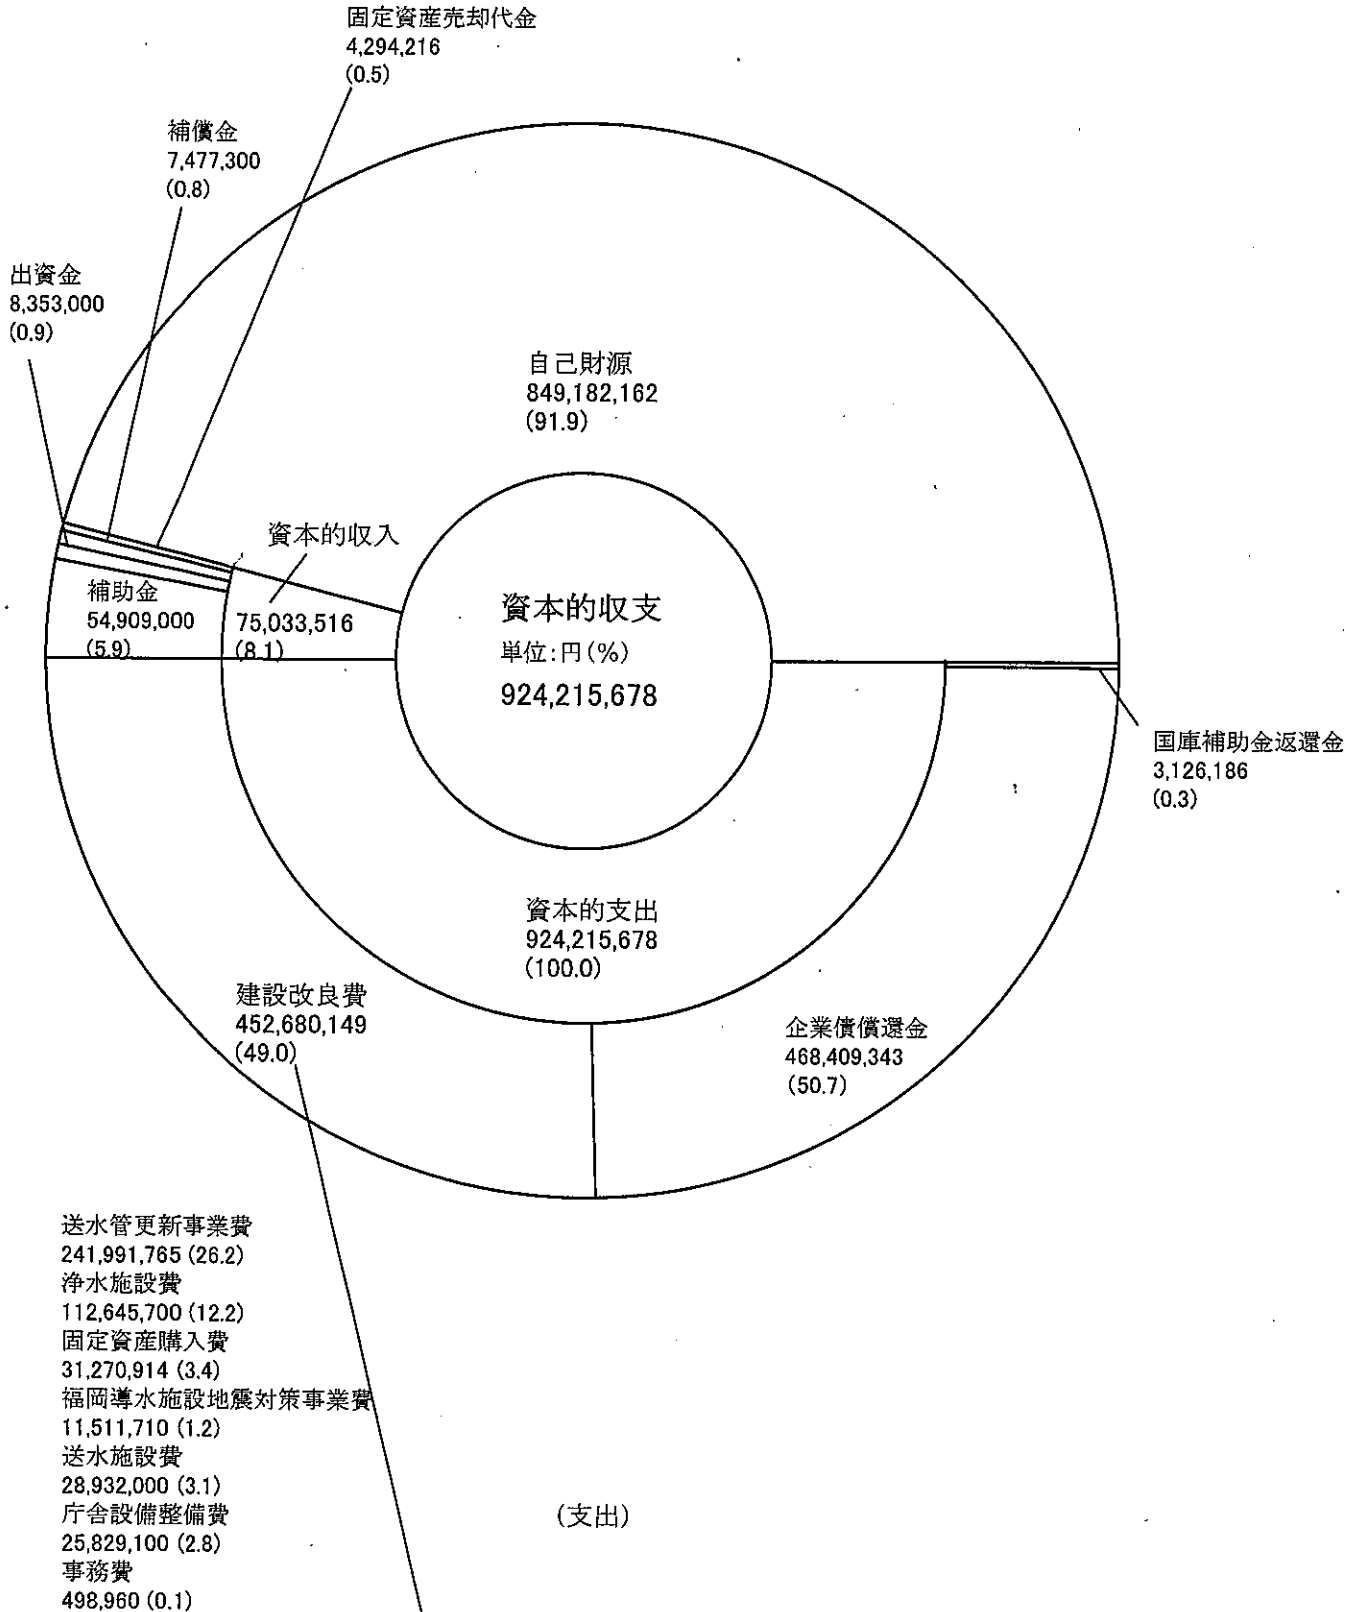 固定資産売却代金
4,294,216
(0.5)
補償金
7,477,300
(0.8)
出資金
8,353,000
(0.9)
自己財源
849,182,162
(91.9)
資本的収入
75,033,516
(8.1)
補助金
54,909,000
(5.9)
資本的収支
単位:円(%)
924,215,678
国庫補助金返還金
3,126,186
(0.3)
資本的支出
924,215,678
(100.0)
建設改良費
452,680,149
(49.0)
企業債償還金
468,409,343
(50.7)
送水管更新事業費
241,991,765 (26.2)
浄水施設費
112,645,700 (12.2)
固定資産購入費
31,270,914 (3.4)
福岡導水施設地震対策事業費
11,511,710 (1.2)
送水施設費
28,932,000 (3.1)
庁舎設備整備費
25,829,100 (2.8)
事務費
498,960 (0.1)
(支出)